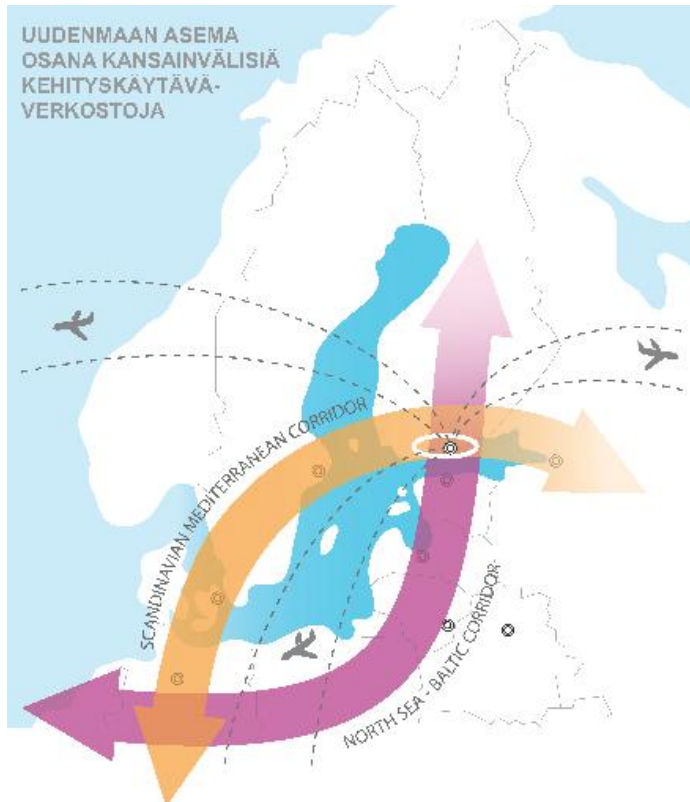 UUDENMAAN ASEMA
OSANA KANSAINVÄLISIÄ
KEHITYSKÄYTÄVÄ-
VERKOSTOJA
SCANDINAVIAN MEDITERRANEAN CORRIDOR
NORTH SEA - BALTIC CORRIDOR